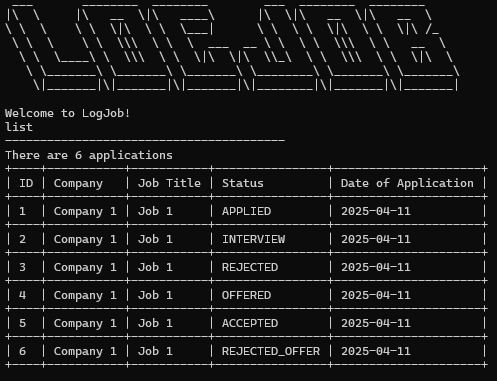 LOGJOB
Welcome to LogJob!
list
There are 6 applications
| ID | Company | Job Title | Status | Date of Application |
| 1 | Company 1 | Job 1 | APPLIED | 2025-04-11 |
| 2 | Company 1 | Job 1 | INTERVIEW | 2025-04-11 |
| 3 | Company 1 | Job 1 | REJECTED | 2025-04-11 |
| 4 | Company 1 | Job 1 | OFFERED | 2025-04-11 |
| 5 | Company 1 | Job 1 | ACCEPTED | 2025-04-11 |
| 6 | Company 1 | Job 1 | REJECTED_OFFER | 2025-04-11 |